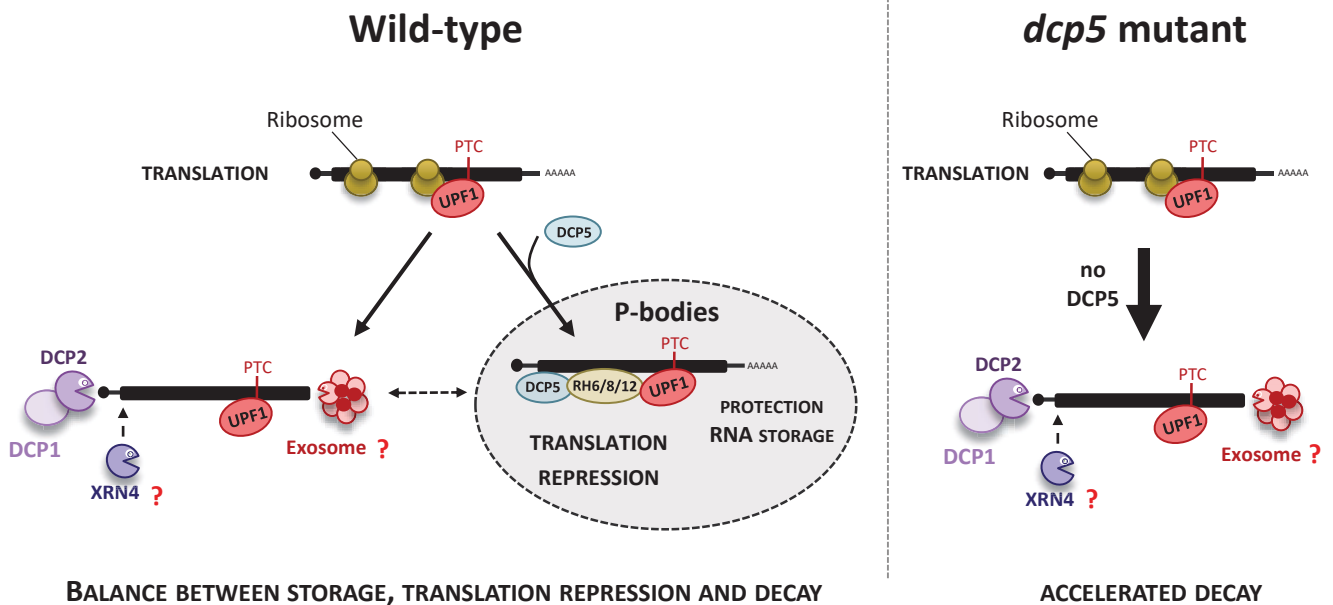 Wild-type
Ribosome
PTC
TRANSLATION
AAAAA
UPF1
DCP5
P-bodies
PTC
AAAAA
DCP5
RH6/8/12
UPF1
PROTECTION
RNA STORAGE
TRANSLATION
REPRESSION
DCP2
PTC
UPF1
DCP1
Exosome ?
XRN4 ?
BALANCE BETWEEN STORAGE, TRANSLATION REPRESSION AND DECAY
dcp5 mutant
Ribosome
PTC
TRANSLATION
AAAAA
UPF1
no
DCP5
DCP2
PTC
UPF1
DCP1
Exosome ?
XRN4 ?
ACCELERATED DECAY